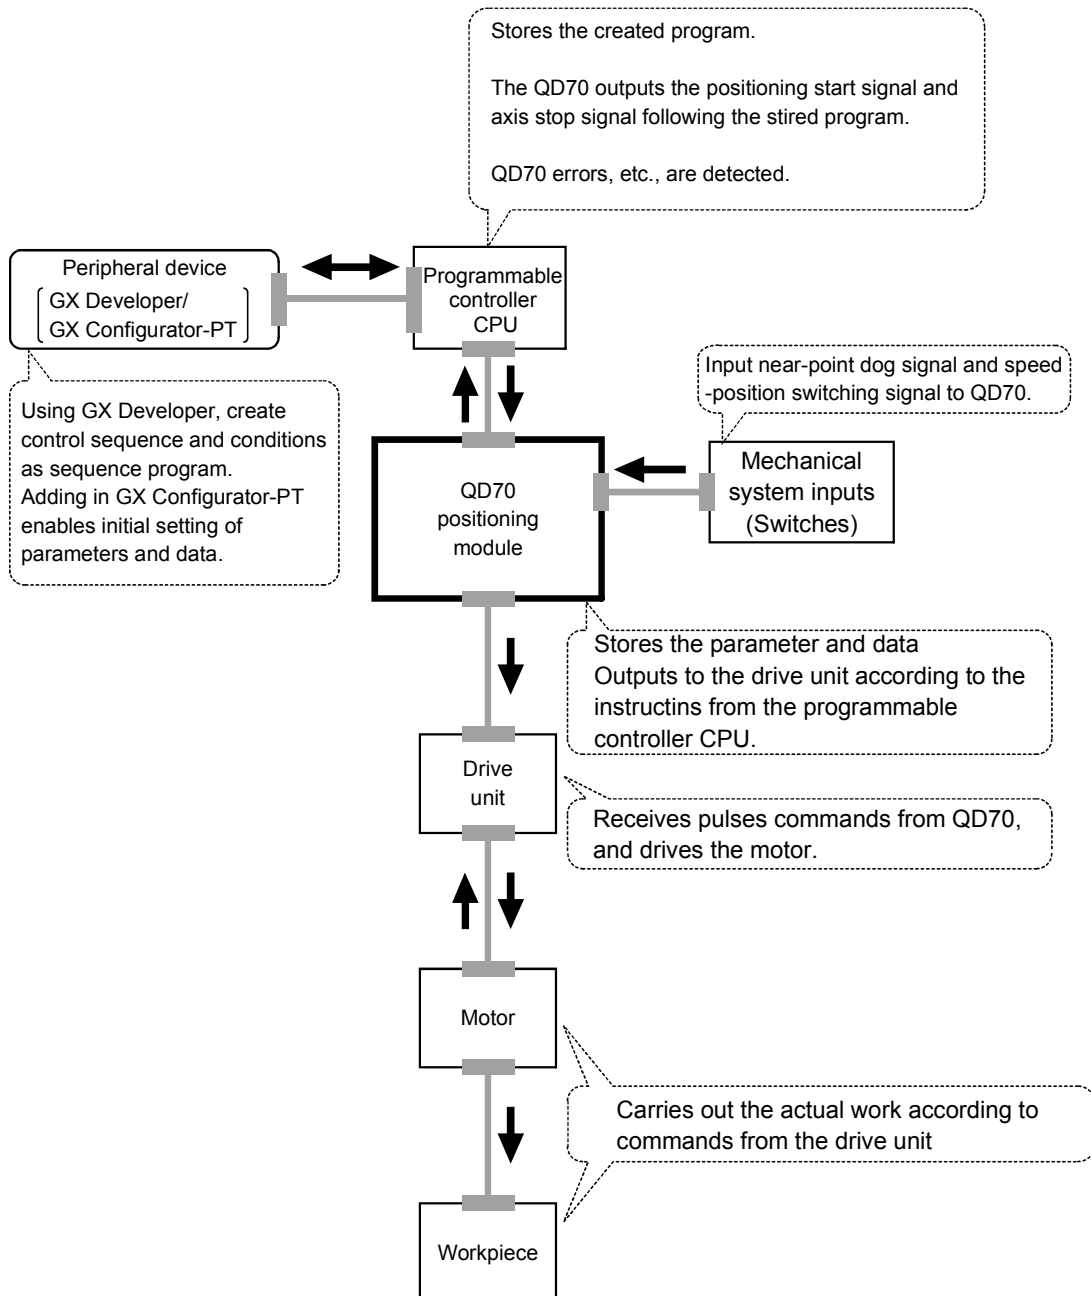 Stores the created program.
The QD70 outputs the positioning start signal and
axis stop signal following the stired program.
QD70 errors, etc., are detected.
Peripheral device
GX Developer/
GX Configurator-PT
Programmable
controller
CPU
Using GX Developer, create
control sequence and conditions
as sequence program.
Adding in GX Configurator-PT
enables initial setting of
parameters and data.
Input near-point dog signal and speed
-position switching signal to QD70.
QD70
positioning
module
Mechanical
system inputs
(Switches)
Stores the parameter and data
Outputs to the drive unit according to the
instructins from the programmable
controller CPU.
Drive
unit
Receives pulses commands from QD70,
and drives the motor.
Motor
Carries out the actual work according to
commands from the drive unit
Workpiece